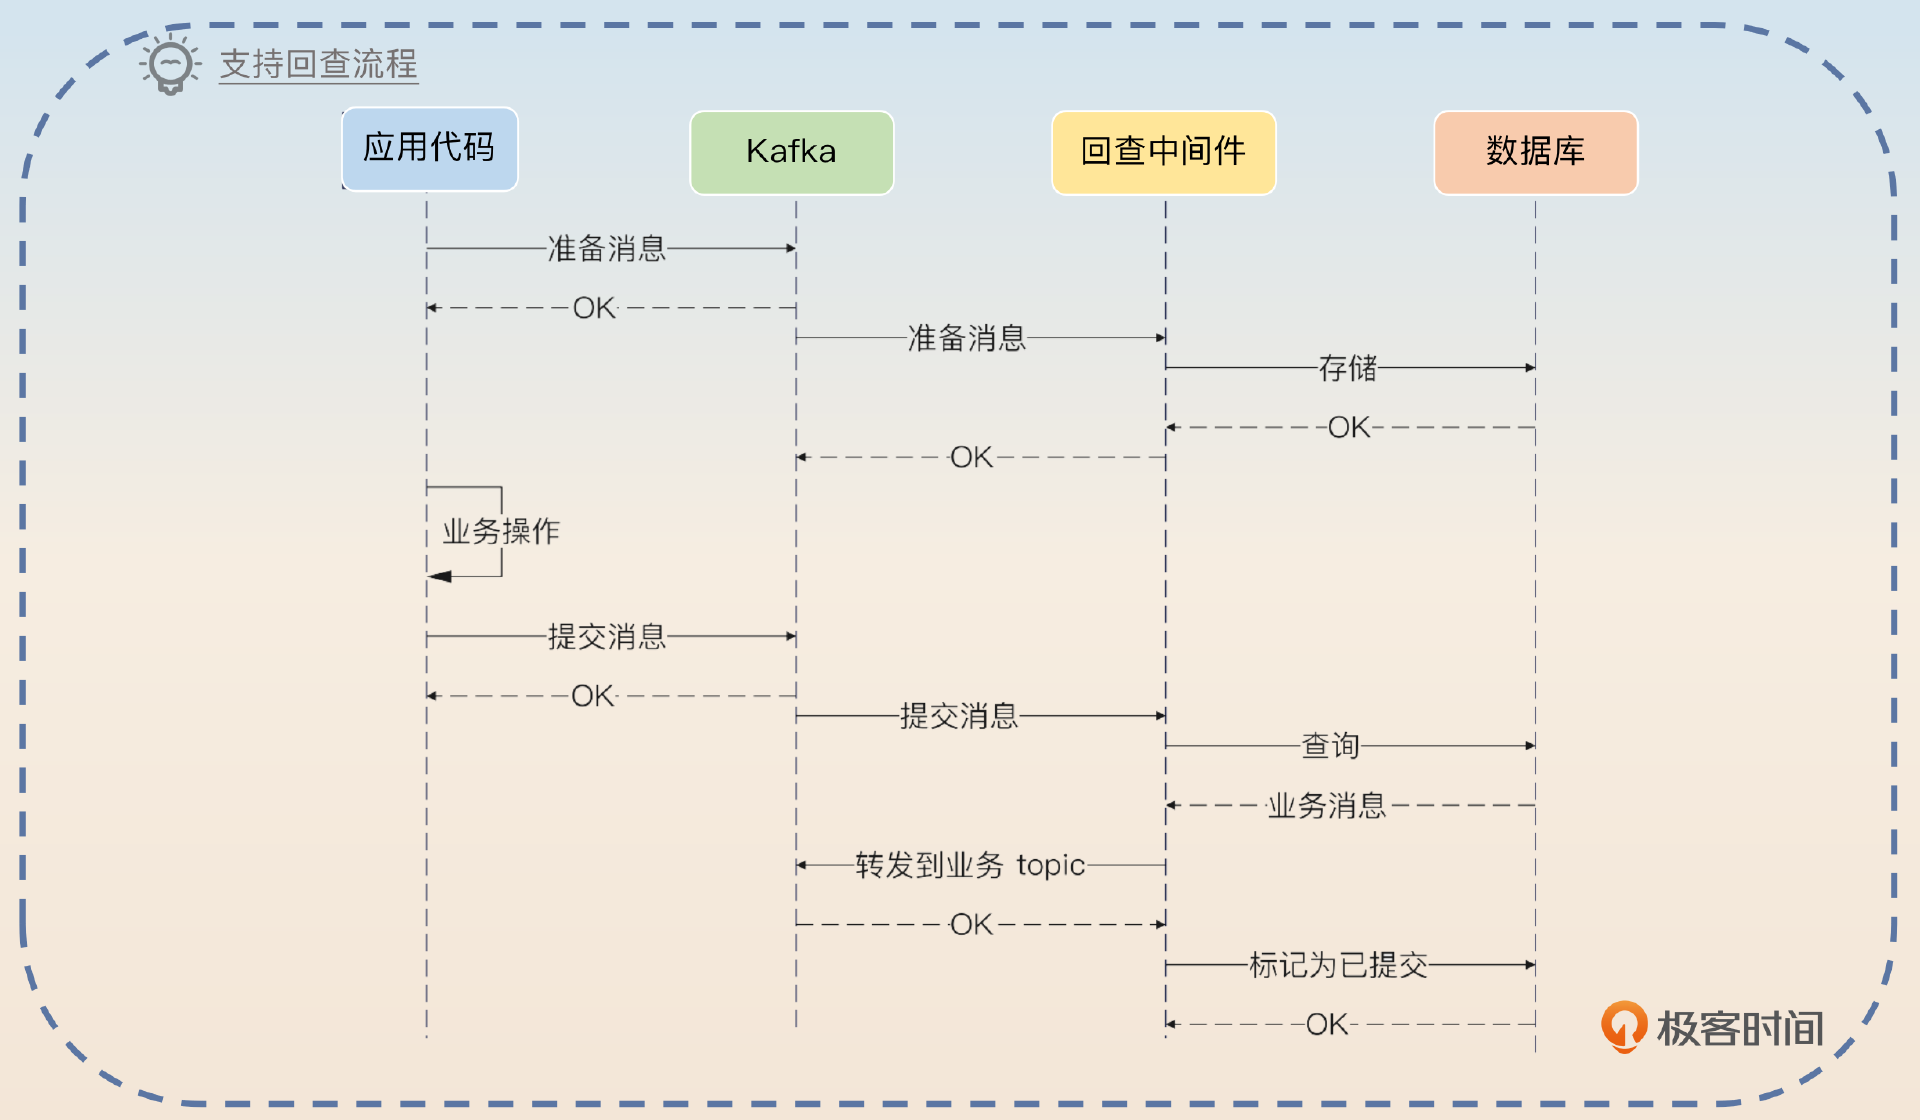 支持回查流程
应用代码
Kafka
回查中间件
数据库
准备消息
OK
准备消息
存储
OK
OK
业务操作
提交消息
OK
提交消息
查询
业务消息
转发到业务 topic
OK
标记为已提交
OK
极客时间